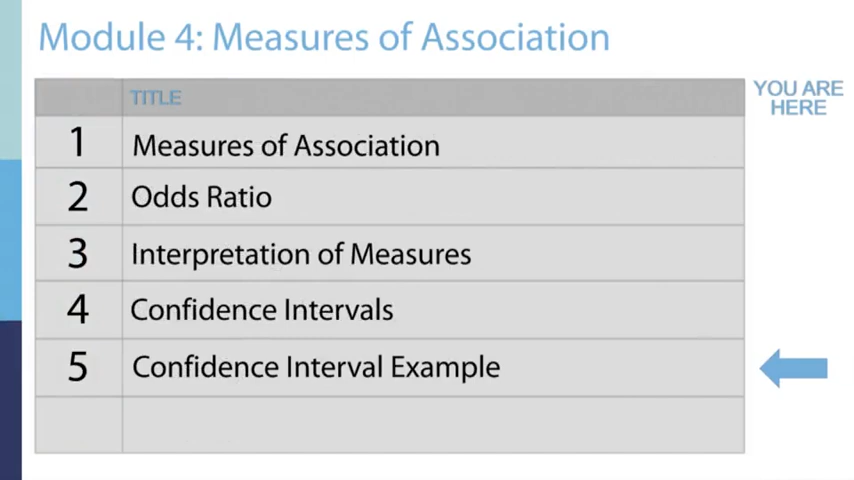 Module 4: Measures of Association
TITLE
YOU ARE
HERE
1 Measures of Association
2 Odds Ratio
3 Interpretation of Measures
4 Confidence Intervals
5 Confidence Interval Example